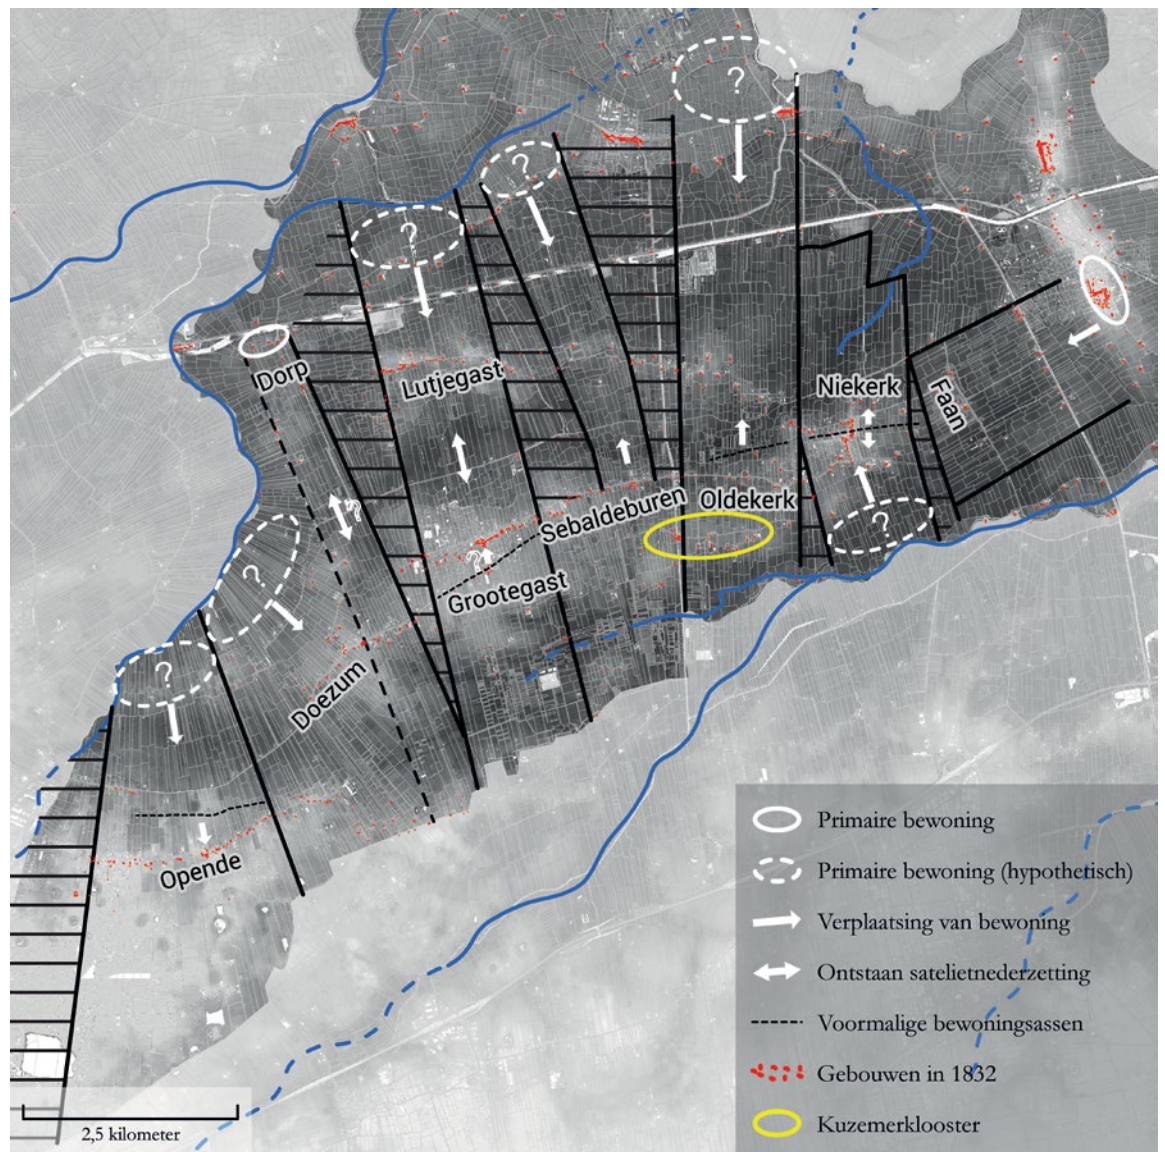 ?
?
?
Dorp
Lutjegast
Niekerk
Faan
?
Sebaldeburen
Oldekerk
?
?
?
Grootegast
?
Doezum
Opende
Primaire bewoning
Primaire bewoning (hypothetisch)
Verplaatsing van bewoning
Ontstaan satelietnederzetting
Voormalige bewoningsassen
Gebouwen in 1832
Kuzemerklooster
2,5 kilometer